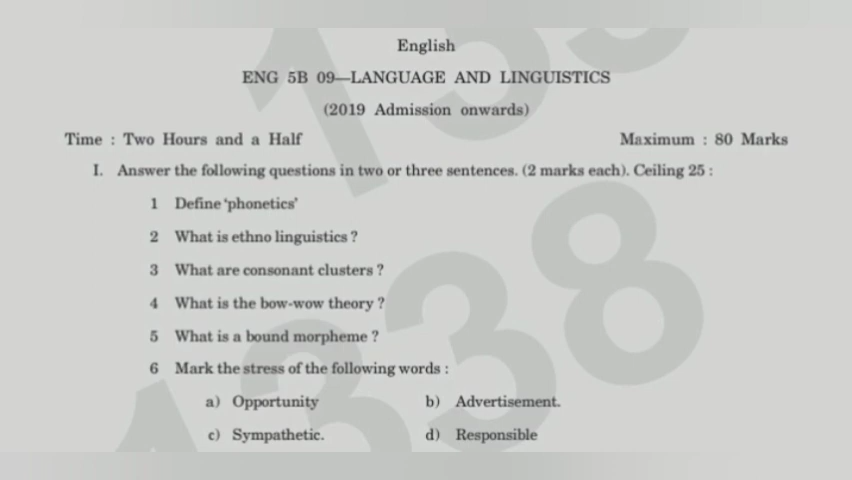 English
ENG 5B 09—LANGUAGE AND LINGUISTICS
(2019 Admission onwards)
Time : Two Hours and a Half Maximum : 80 Marks
I. Answer the following questions in two or three sentences. (2 marks each). Ceiling 25 :
1 Define ‘phonetics’
2 What is ethno linguistics ?
3 What are consonant clusters ?
4 What is the bow-wow theory ?
5 What is a bound morpheme ?
6 Mark the stress of the following words :
a) Opportunity b) Advertisement.
c) Sympathetic. d) Responsible